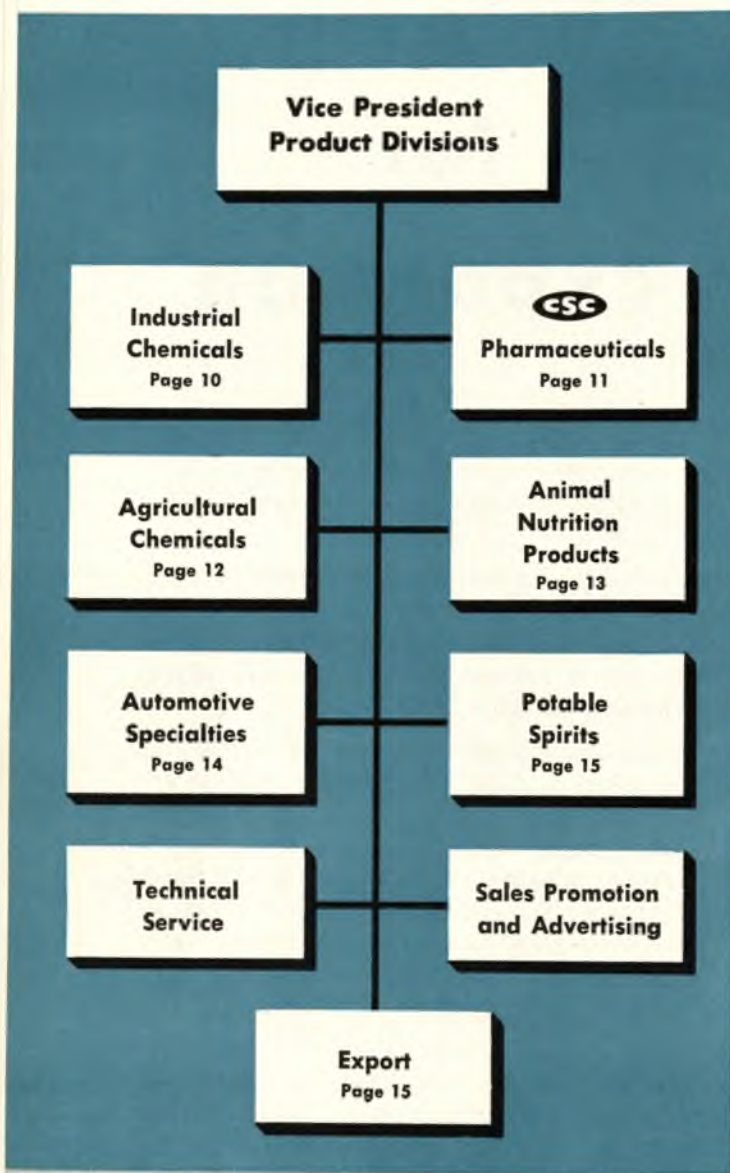 Vice President
Product Divisions
Industrial
Chemicals
Page 10
CSC
Pharmaceuticals
Page 11
Agricultural
Chemicals
Page 12
Animal
Nutrition
Products
Page 13
Automotive
Specialties
Page 14
Potable
Spirits
Page 15
Technical
Service
Sales Promotion
and Advertising
Export
Page 15